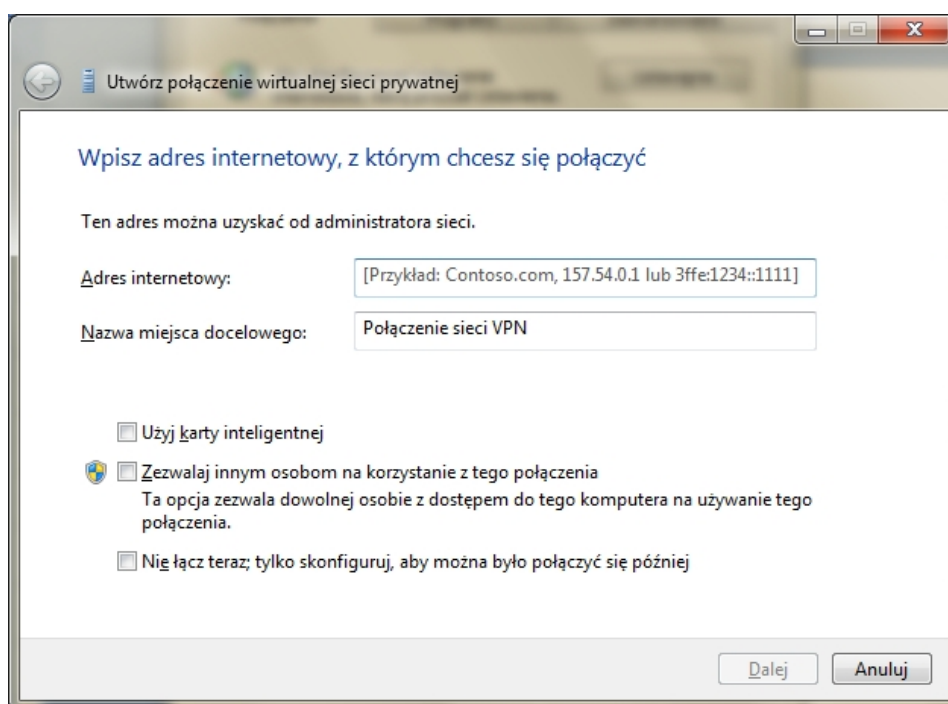 Utwórz połączenie wirtualnej sieci prywatnej
Wpisz adres internetowy, z którym chcesz się połączyć
Ten adres można uzyskać od administratora sieci.
Adres internetowy:
[Przykład: Contoso.com, 157.54.0.1 lub 3ffe:1234::1111]
Nazwa miejsca docelowego:
Połączenie sieci VPN
Użyj karty inteligentnej
Zezwalaj innym osobom na korzystanie z tego połączenia
Ta opcja zezwala dowolnej osobie z dostępem do tego komputera na używanie tego
połączenia.
Nie łącz teraz; tylko skonfiguruj, aby można było połączyć się później
Dalej
Anuluj